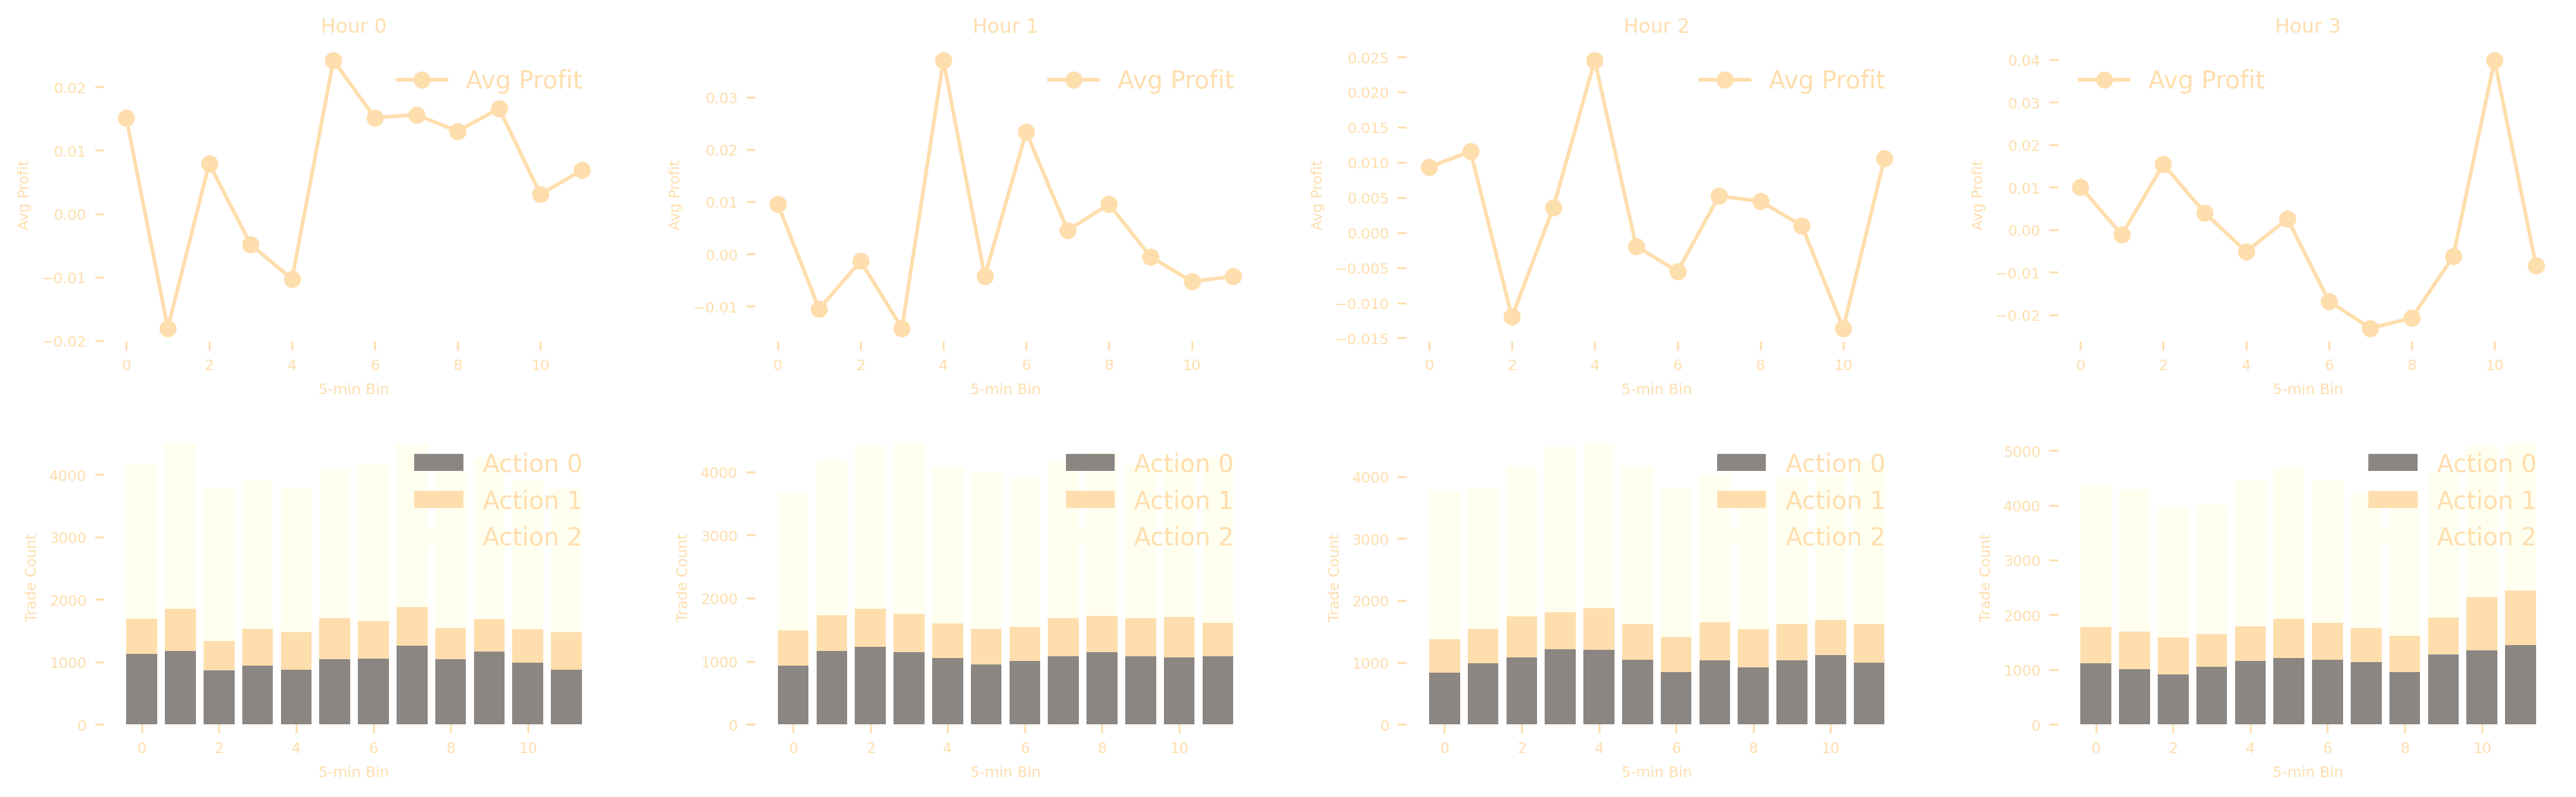 Hour 0
Avg Profit
0.02
0.01
0.00
−0.01
−0.02
Avg Profit
0 2 4 6 8 10
5-min Bin
Hour 1
Avg Profit
0.03
0.02
0.01
0.00
−0.01
Avg Profit
0 2 4 6 8 10
5-min Bin
Hour 2
Avg Profit
0.025
0.020
0.015
0.010
0.005
0.000
−0.005
−0.010
−0.015
Avg Profit
0 2 4 6 8 10
5-min Bin
Hour 3
Avg Profit
0.04
0.03
0.02
0.01
0.00
−0.01
−0.02
Avg Profit
0 2 4 6 8 10
5-min Bin
Trade Count
4000
3000
2000
1000
0
Action 0
Action 1
Action 2
0 2 4 6 8 10
5-min Bin
Trade Count
4000
3000
2000
1000
0
Action 0
Action 1
Action 2
0 2 4 6 8 10
5-min Bin
Trade Count
4000
3000
2000
1000
0
Action 0
Action 1
Action 2
0 2 4 6 8 10
5-min Bin
Trade Count
5000
4000
3000
2000
1000
0
Action 0
Action 1
Action 2
0 2 4 6 8 10
5-min Bin